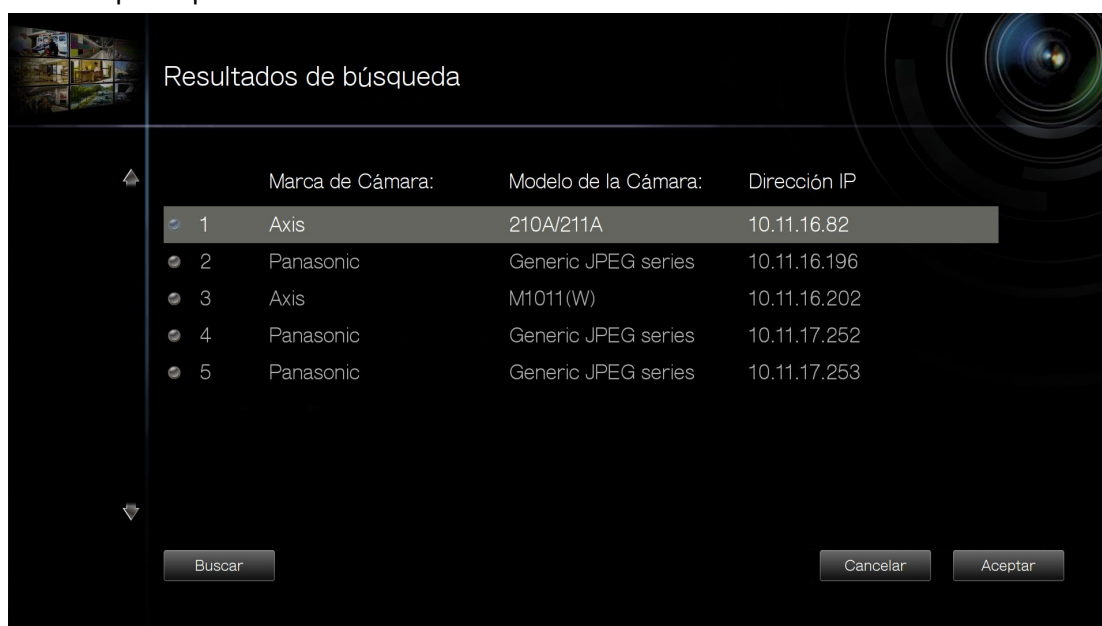 Resultados de búsqueda
Marca de Cámara: Modelo de la Cámara: Dirección IP
1 Axis 210A/211A 10.11.16.82
2 Panasonic Generic JPEG series 10.11.16.196
3 Axis M1011(W) 10.11.16.202
4 Panasonic Generic JPEG series 10.11.17.252
5 Panasonic Generic JPEG series 10.11.17.253
Buscar Cancelar Aceptar